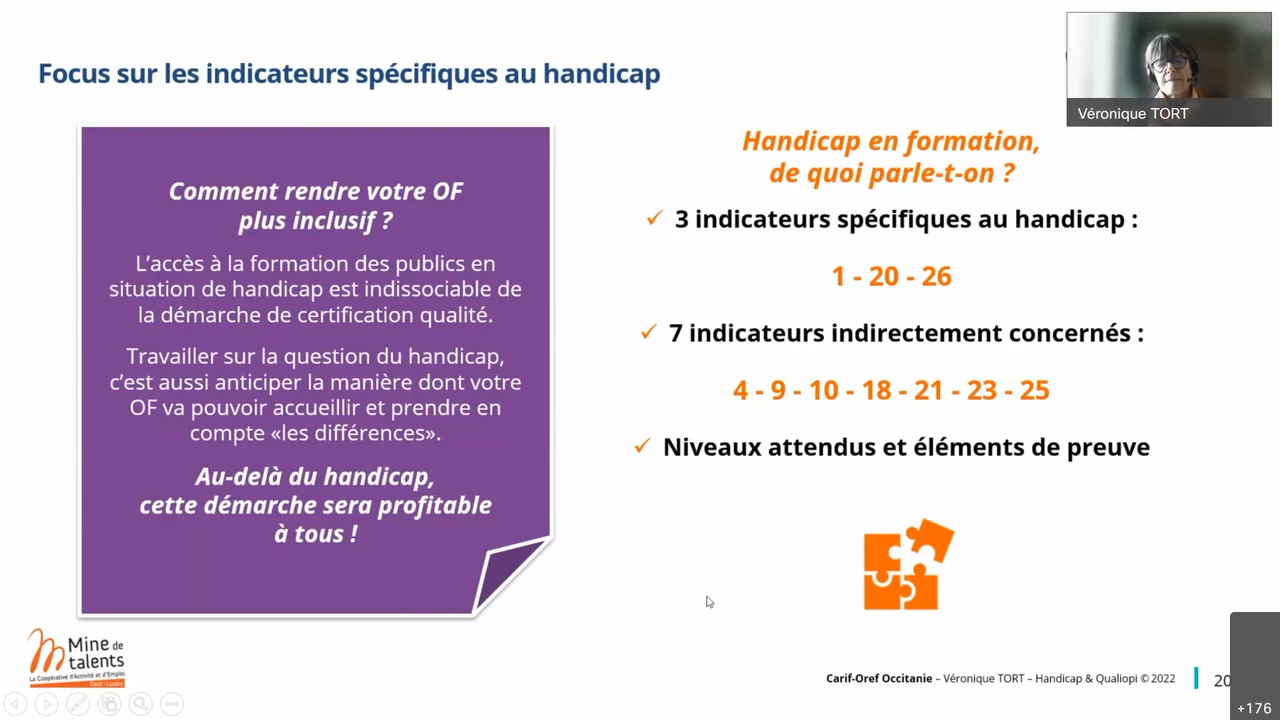 Focus sur les indicateurs spécifiques au handicap
Véronique TORT
Comment rendre votre OF
plus inclusif ?
L’accès à la formation des publics en
situation de handicap est indissociable de
la démarche de certification qualité.
Travailler sur la question du handicap,
c’est aussi anticiper la manière dont votre
OF va pouvoir accueillir et prendre en
compte «les différences».
Au-delà du handicap,
cette démarche sera profitable
à tous !
Handicap en formation,
de quoi parle-t-on ?
✓ 3 indicateurs spécifiques au handicap :
1 - 20 - 26
✓ 7 indicateurs indirectement concernés :
4 - 9 - 10 - 18 - 21 - 23 - 25
✓ Niveaux attendus et éléments de preuve
Mine de
talents
La Coopérative d'Activité et d'Emploi
Gard - Lozère
Carif-Oref Occitanie – Véronique TORT – Handicap & Qualiopi © 2022
20
+176